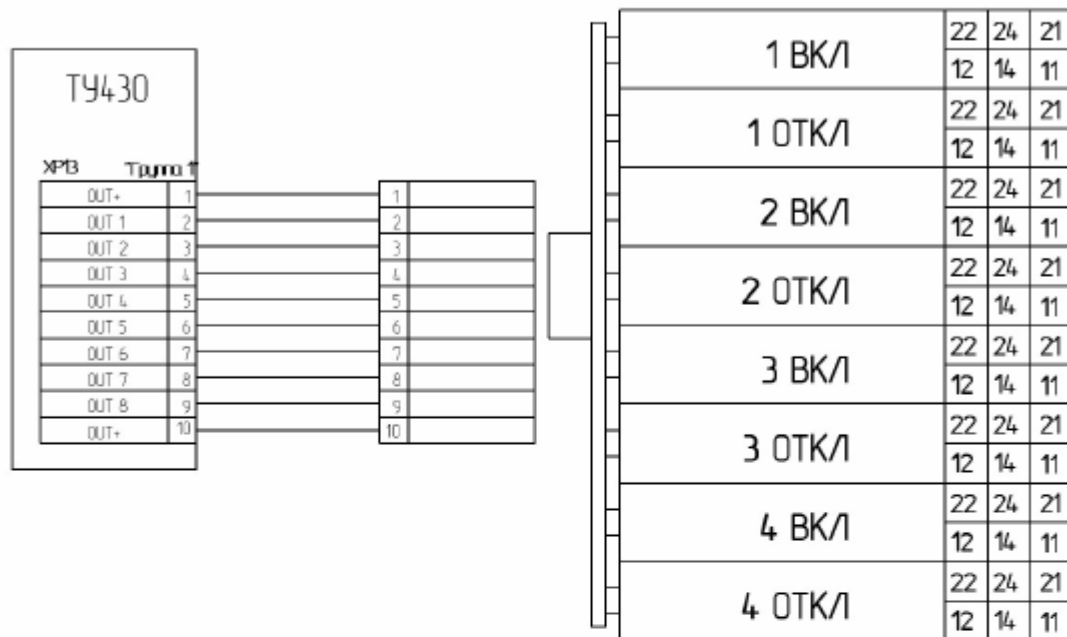 ТУ430
ХР13 "Группа 1"
OUT+ 1 1
OUT 1 2 2
OUT 2 3 3
OUT 3 4 4
OUT 4 5 5
OUT 5 6 6
OUT 6 7 7
OUT 7 8 8
OUT 8 9 9
OUT+ 10 10
1 ВКЛ 22 24 21
12 14 11
1 ОТКЛ 22 24 21
12 14 11
2 ВКЛ 22 24 21
12 14 11
2 ОТКЛ 22 24 21
12 14 11
3 ВКЛ 22 24 21
12 14 11
3 ОТКЛ 22 24 21
12 14 11
4 ВКЛ 22 24 21
12 14 11
4 ОТКЛ 22 24 21
12 14 11